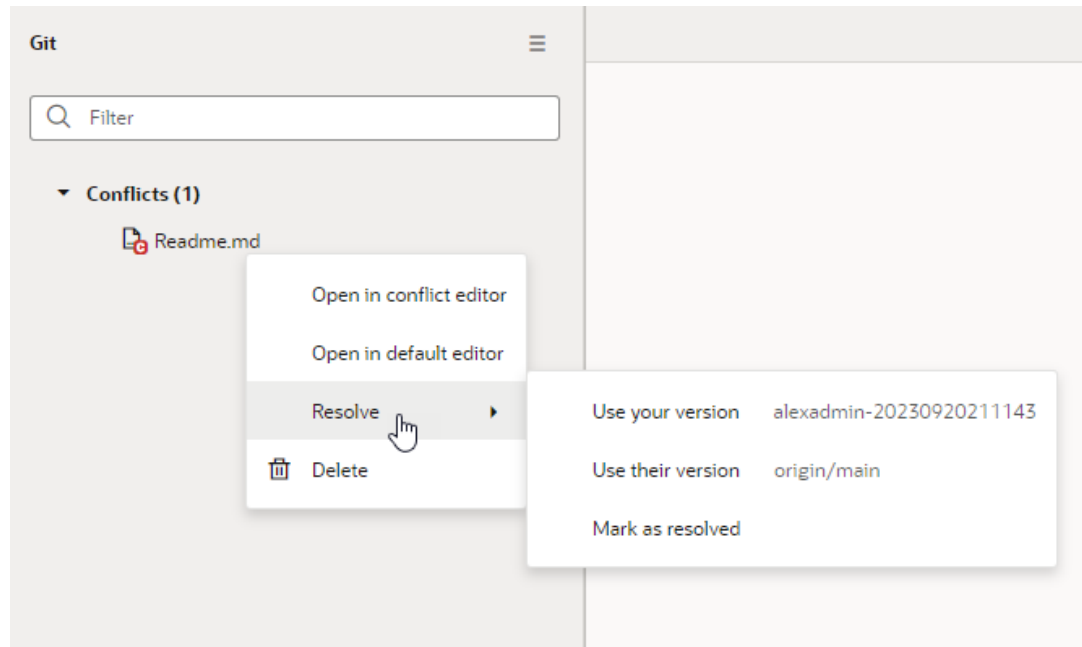 Git
Filter
Conflicts (1)
Readme.md
Open in conflict editor
Open in default editor
Resolve
Delete
Use your version alexadmin-20230920211143
Use their version origin/main
Mark as resolved